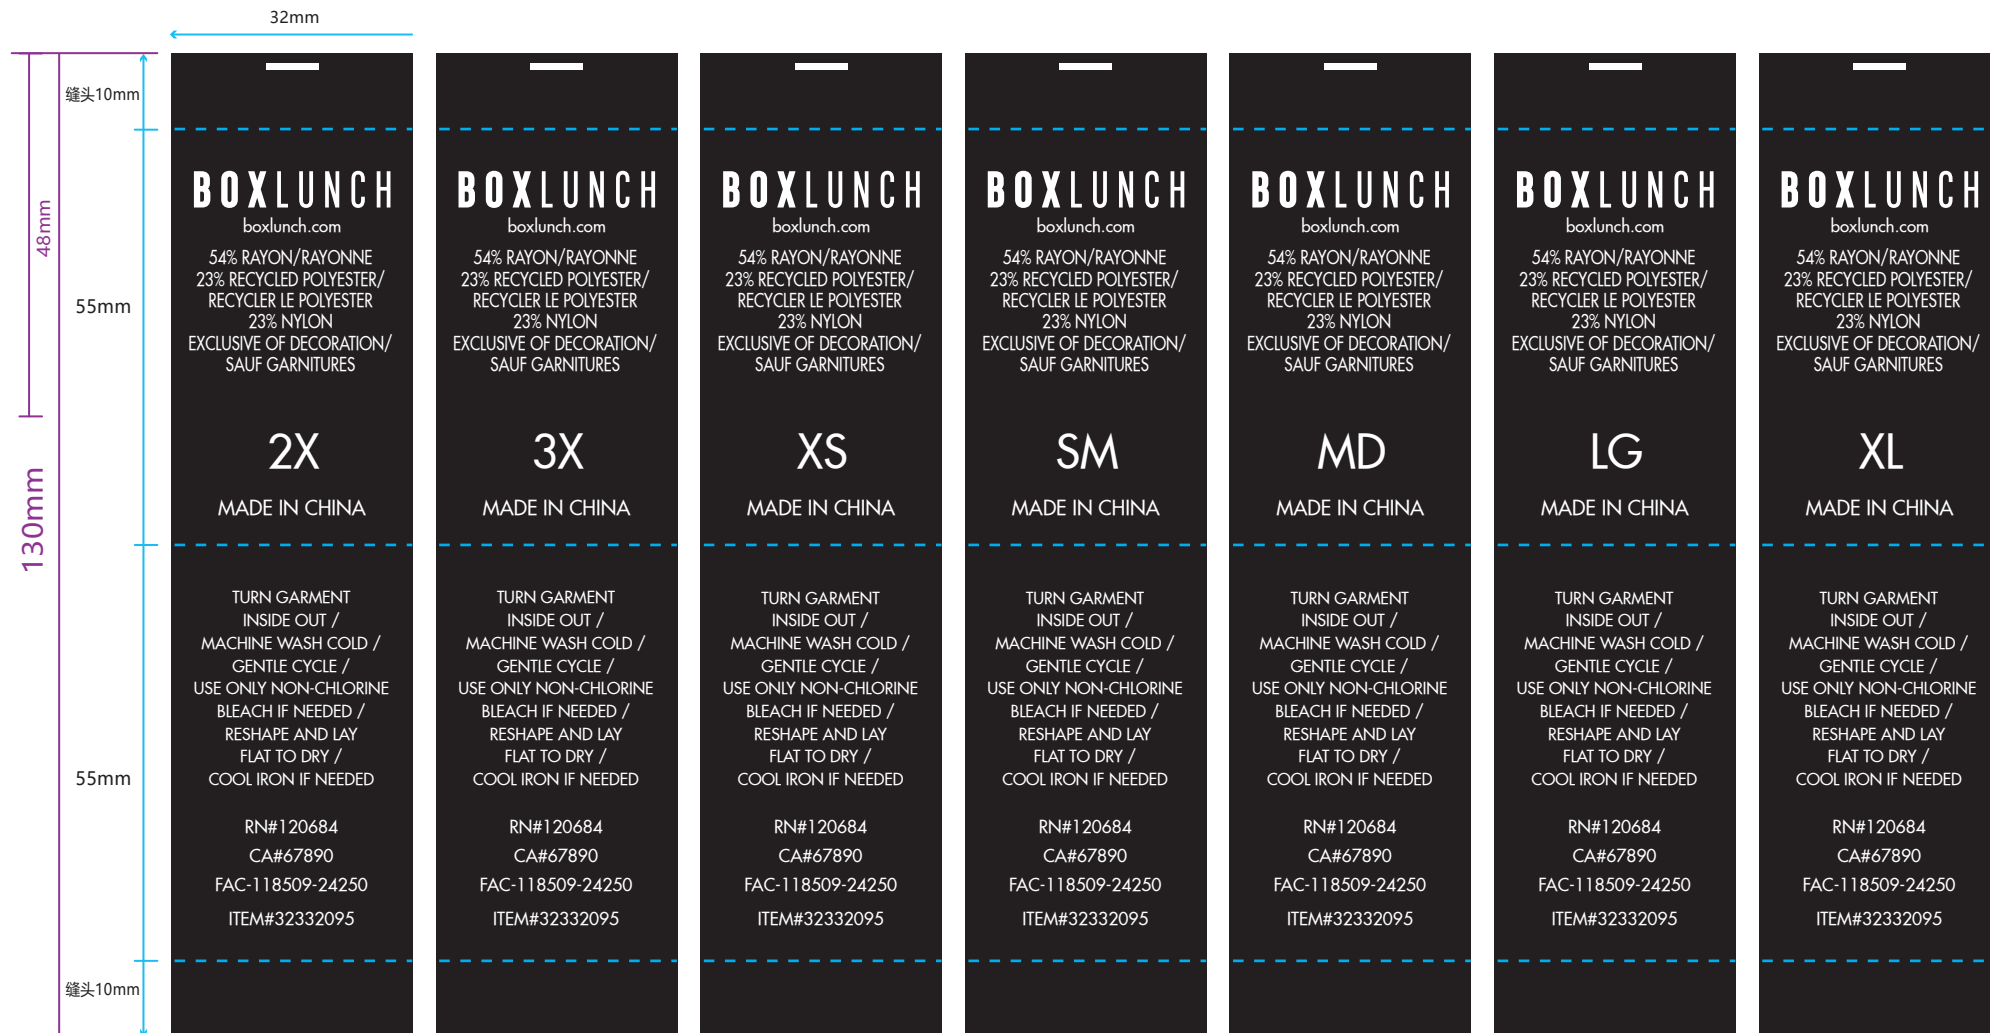 32mm
缝头10mm
48mm
55mm
130mm
55mm
缝头10mm
BOXLUNCH
boxlunch.com
54% RAYON/RAYONNE
23% RECYCLED POLYESTER/
RECYCLER LE POLYESTER
23% NYLON
EXCLUSIVE OF DECORATION/
SAUF GARNITURES
2X
MADE IN CHINA
TURN GARMENT
INSIDE OUT /
MACHINE WASH COLD /
GENTLE CYCLE /
USE ONLY NON-CHLORINE
BLEACH IF NEEDED /
RESHAPE AND LAY
FLAT TO DRY /
COOL IRON IF NEEDED
RN#120684
CA#67890
FAC-118509-24250
ITEM#32332095
BOXLUNCH
boxlunch.com
54% RAYON/RAYONNE
23% RECYCLED POLYESTER/
RECYCLER LE POLYESTER
23% NYLON
EXCLUSIVE OF DECORATION/
SAUF GARNITURES
3X
MADE IN CHINA
TURN GARMENT
INSIDE OUT /
MACHINE WASH COLD /
GENTLE CYCLE /
USE ONLY NON-CHLORINE
BLEACH IF NEEDED /
RESHAPE AND LAY
FLAT TO DRY /
COOL IRON IF NEEDED
RN#120684
CA#67890
FAC-118509-24250
ITEM#32332095
BOXLUNCH
boxlunch.com
54% RAYON/RAYONNE
23% RECYCLED POLYESTER/
RECYCLER LE POLYESTER
23% NYLON
EXCLUSIVE OF DECORATION/
SAUF GARNITURES
XS
MADE IN CHINA
TURN GARMENT
INSIDE OUT /
MACHINE WASH COLD /
GENTLE CYCLE /
USE ONLY NON-CHLORINE
BLEACH IF NEEDED /
RESHAPE AND LAY
FLAT TO DRY /
COOL IRON IF NEEDED
RN#120684
CA#67890
FAC-118509-24250
ITEM#32332095
BOXLUNCH
boxlunch.com
54% RAYON/RAYONNE
23% RECYCLED POLYESTER/
RECYCLER LE POLYESTER
23% NYLON
EXCLUSIVE OF DECORATION/
SAUF GARNITURES
SM
MADE IN CHINA
TURN GARMENT
INSIDE OUT /
MACHINE WASH COLD /
GENTLE CYCLE /
USE ONLY NON-CHLORINE
BLEACH IF NEEDED /
RESHAPE AND LAY
FLAT TO DRY /
COOL IRON IF NEEDED
RN#120684
CA#67890
FAC-118509-24250
ITEM#32332095
BOXLUNCH
boxlunch.com
54% RAYON/RAYONNE
23% RECYCLED POLYESTER/
RECYCLER LE POLYESTER
23% NYLON
EXCLUSIVE OF DECORATION/
SAUF GARNITURES
MD
MADE IN CHINA
TURN GARMENT
INSIDE OUT /
MACHINE WASH COLD /
GENTLE CYCLE /
USE ONLY NON-CHLORINE
BLEACH IF NEEDED /
RESHAPE AND LAY
FLAT TO DRY /
COOL IRON IF NEEDED
RN#120684
CA#67890
FAC-118509-24250
ITEM#32332095
BOXLUNCH
boxlunch.com
54% RAYON/RAYONNE
23% RECYCLED POLYESTER/
RECYCLER LE POLYESTER
23% NYLON
EXCLUSIVE OF DECORATION/
SAUF GARNITURES
LG
MADE IN CHINA
TURN GARMENT
INSIDE OUT /
MACHINE WASH COLD /
GENTLE CYCLE /
USE ONLY NON-CHLORINE
BLEACH IF NEEDED /
RESHAPE AND LAY
FLAT TO DRY /
COOL IRON IF NEEDED
RN#120684
CA#67890
FAC-118509-24250
ITEM#32332095
BOXLUNCH
boxlunch.com
54% RAYON/RAYONNE
23% RECYCLED POLYESTER/
RECYCLER LE POLYESTER
23% NYLON
EXCLUSIVE OF DECORATION/
SAUF GARNITURES
XL
MADE IN CHINA
TURN GARMENT
INSIDE OUT /
MACHINE WASH COLD /
GENTLE CYCLE /
USE ONLY NON-CHLORINE
BLEACH IF NEEDED /
RESHAPE AND LAY
FLAT TO DRY /
COOL IRON IF NEEDED
RN#120684
CA#67890
FAC-118509-24250
ITEM#32332095